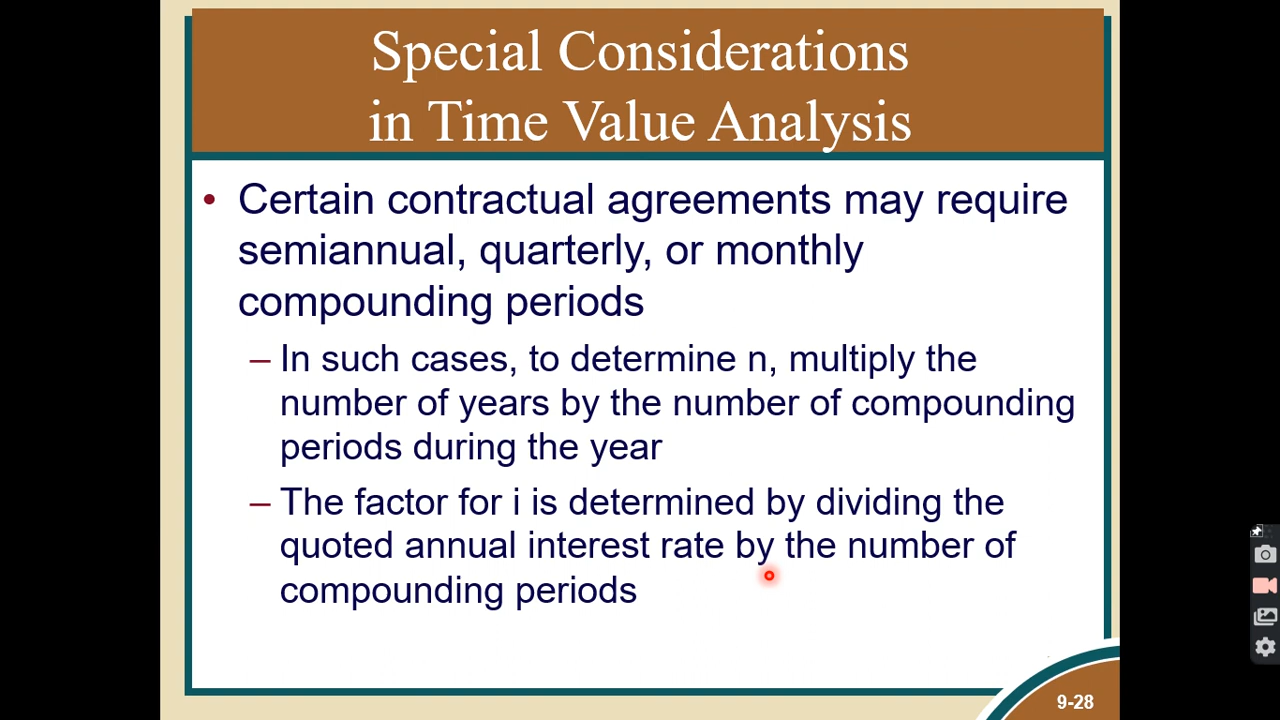 Special Considerations
in Time Value Analysis
• Certain contractual agreements may require
semiannual, quarterly, or monthly
compounding periods
– In such cases, to determine n, multiply the
number of years by the number of compounding
periods during the year
– The factor for i is determined by dividing the
quoted annual interest rate by the number of
compounding periods
9-28